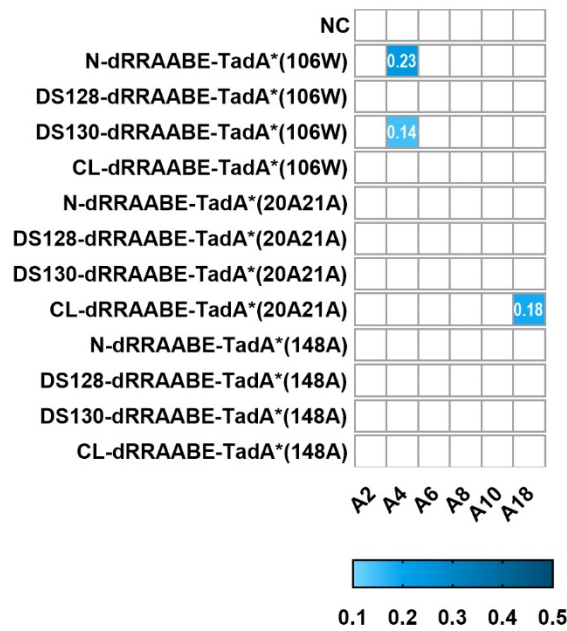 NC
N-dRRAABE-TadA*(106W) 0.23
DS128-dRRAABE-TadA*(106W)
DS130-dRRAABE-TadA*(106W) 0.14
CL-dRRAABE-TadA*(106W)
N-dRRAABE-TadA*(20A21A)
DS128-dRRAABE-TadA*(20A21A)
DS130-dRRAABE-TadA*(20A21A)
CL-dRRAABE-TadA*(20A21A) 0.18
N-dRRAABE-TadA*(148A)
DS128-dRRAABE-TadA*(148A)
DS130-dRRAABE-TadA*(148A)
CL-dRRAABE-TadA*(148A)
A2 A4 A6 A8 A10 A18
0.1 0.2 0.3 0.4 0.5